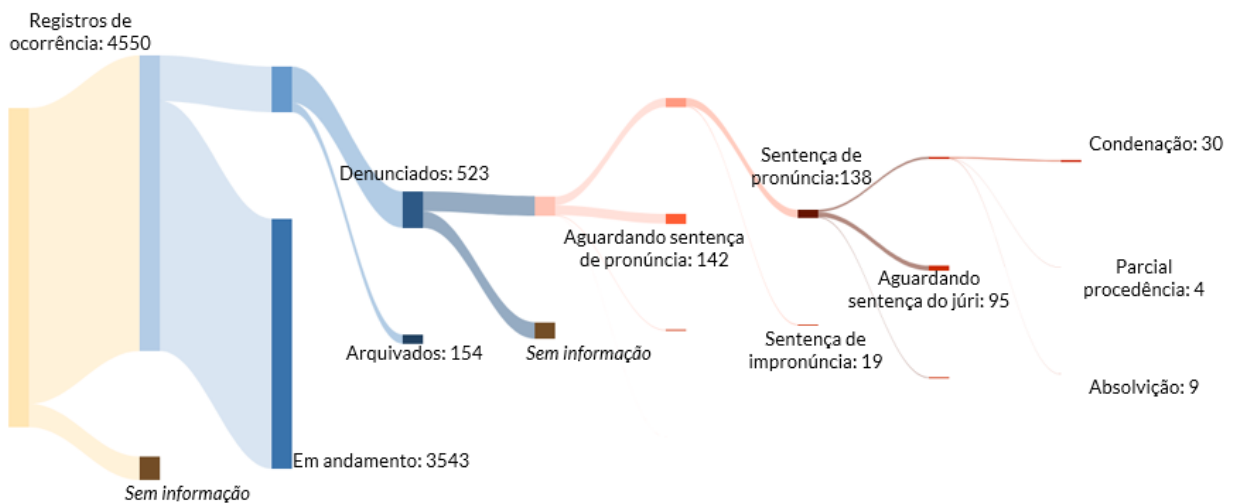 Registros de
ocorrência: 4550
Sem informação
Em andamento: 3543
Denunciados: 523
Arquivados: 154
Sem informação
Aguardando sentença
de pronúncia: 142
Sentença de
pronúncia:138
Sentença de
impronúncia: 19
Aguardando
sentença do júri: 95
Condenação: 30
Parcial
procedência: 4
Absolvição: 9